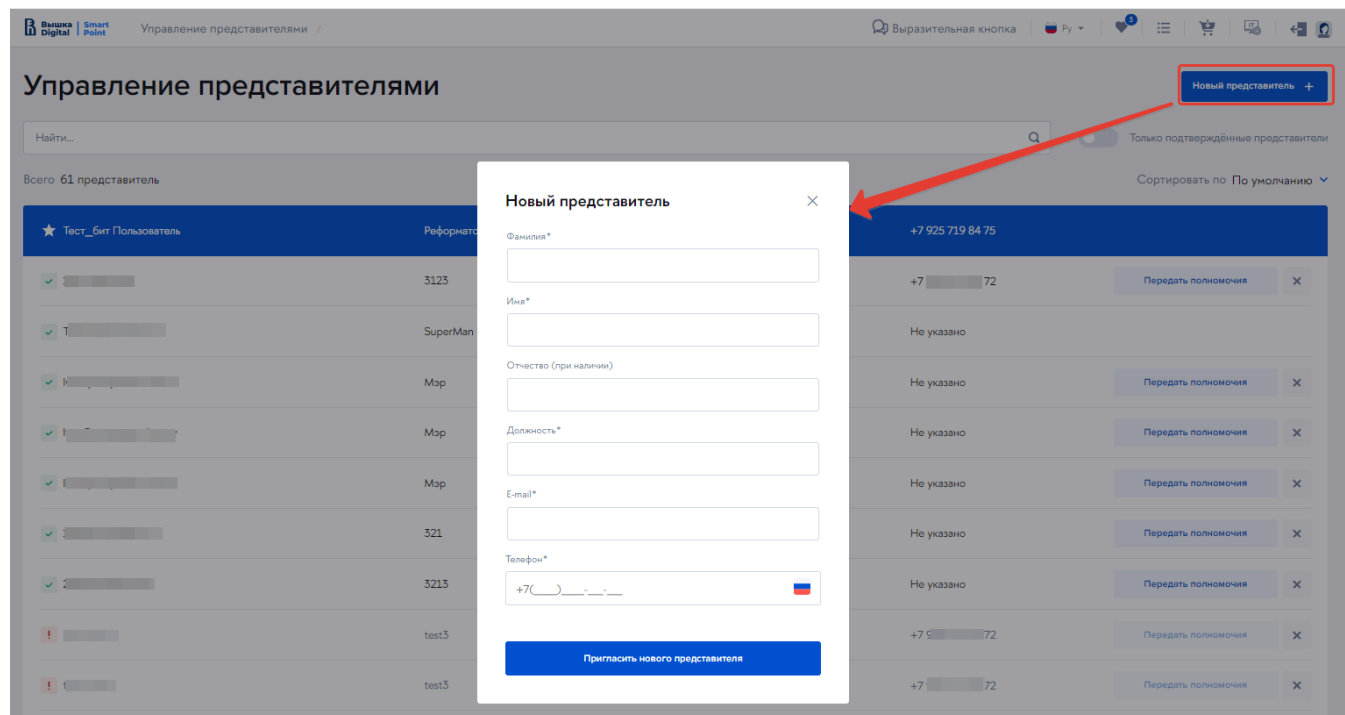 Вышка Digital | Smart Point
Управление представителями /
Выразительная кнопка
Ру
3
Управление представителями
Новый представитель +
Найти...
Только подтверждённые представители
Всего 61 представитель
Сортировать по По умолчанию
Тест_бит Пользователь
Реформато
+7 925 719 84 75
3123
+7 72
Передать полномочия
SuperMan
Не указано
Мэр
Не указано
Передать полномочия
Мэр
Не указано
Передать полномочия
Мэр
Не указано
Передать полномочия
321
Не указано
Передать полномочия
3213
Не указано
Передать полномочия
test3
+7 9 72
Передать полномочия
test3
+7 72
Передать полномочия
Новый представитель
Фамилия*
Имя*
Отчество (при наличии)
Должность*
E-mail*
Телефон*
+7(___)___-__-__
Пригласить нового представителя